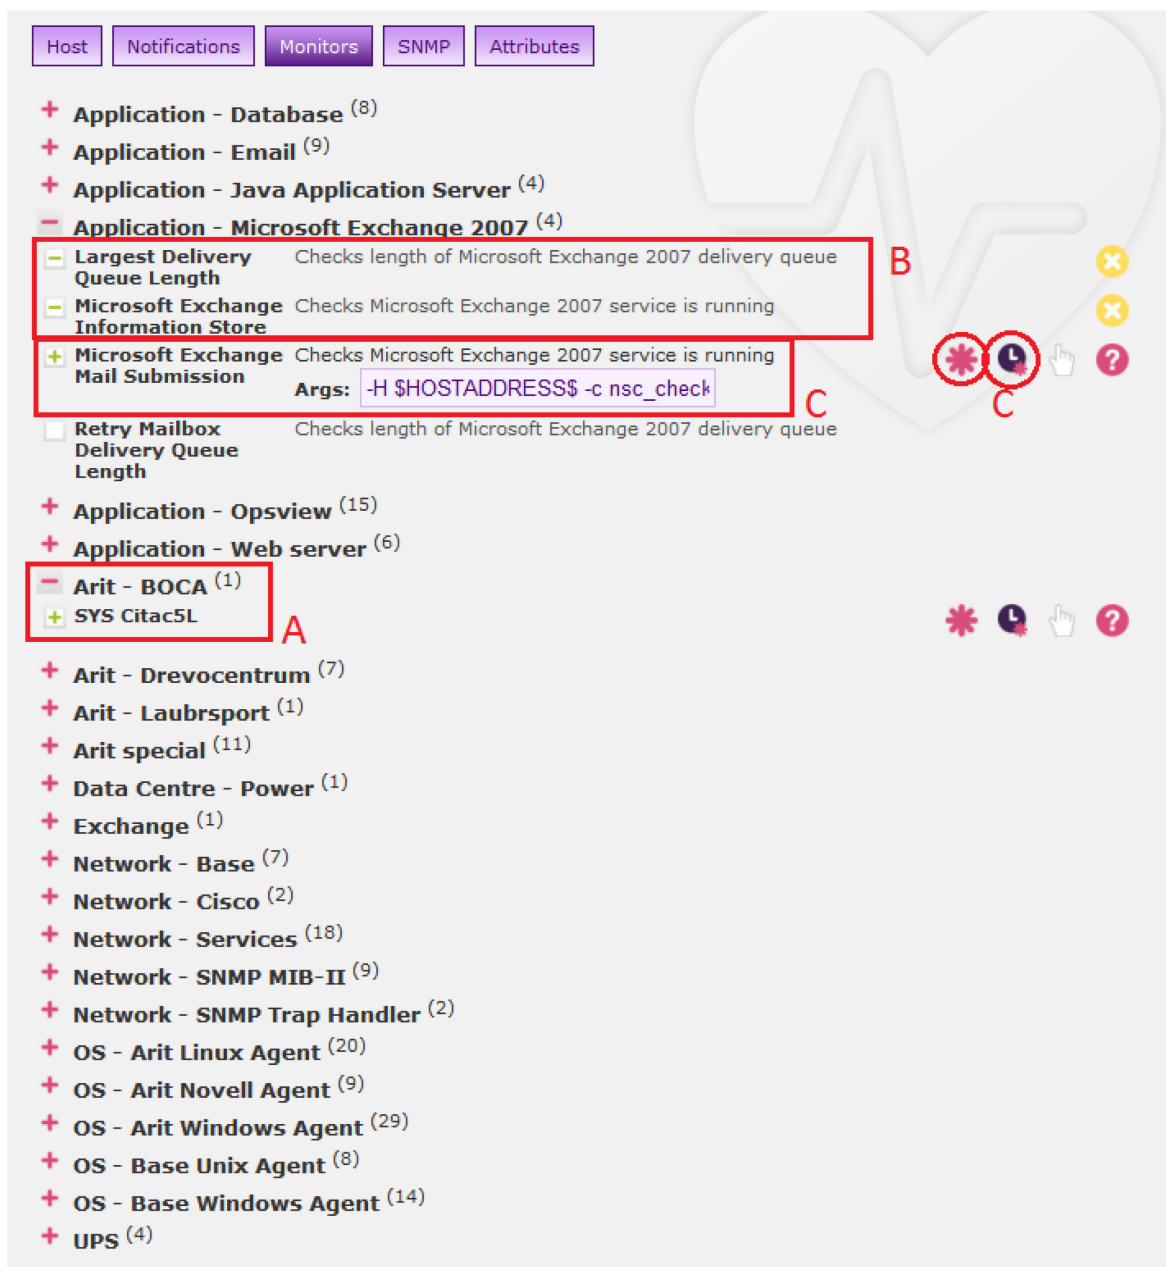 Host Notifications Monitors SNMP Attributes
Application - Database (8)
Application - Email (9)
Application - Java Application Server (4)
Application - Microsoft Exchange 2007 (4)
Largest Delivery Checks length of Microsoft Exchange 2007 delivery queue B
Queue Length
Microsoft Exchange Checks Microsoft Exchange 2007 service is running
Information Store
Microsoft Exchange Checks Microsoft Exchange 2007 service is running
Mail Submission Args: -H $HOSTADDRESS$ -c nsc_check
C C
Retry Mailbox Checks length of Microsoft Exchange 2007 delivery queue
Delivery Queue
Length
Application - Opsview (15)
Application - Web server (6)
Arit - BOCA (1)
SYS Citac5L
A
Arit - Drevocentrum (7)
Arit - Laubrsport (1)
Arit special (11)
Data Centre - Power (1)
Exchange (1)
Network - Base (7)
Network - Cisco (2)
Network - Services (18)
Network - SNMP MIB-II (9)
Network - SNMP Trap Handler (2)
OS - Arit Linux Agent (20)
OS - Arit Novell Agent (9)
OS - Arit Windows Agent (29)
OS - Base Unix Agent (8)
OS - Base Windows Agent (14)
UPS (4)